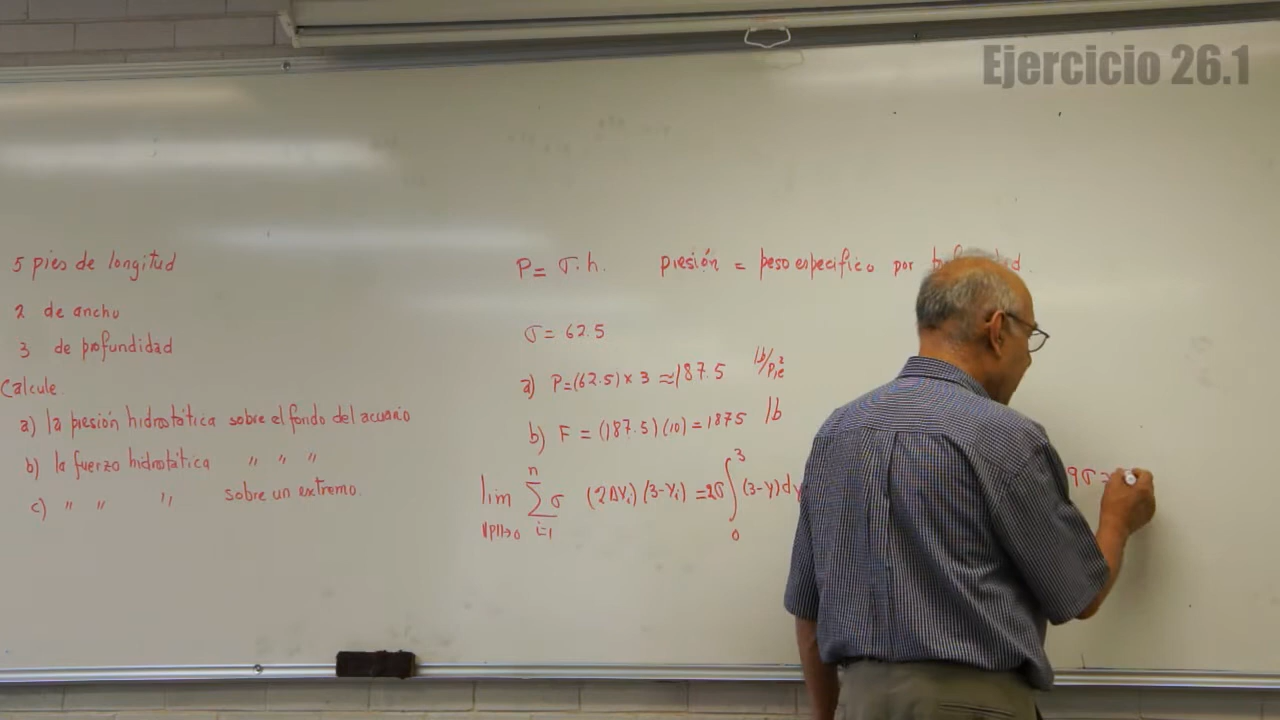 Ejercicio 26.1
5 pies de longitud
2 de ancho
3 de profundidad
Calcule.
a) la presión hidrostática sobre el fondo del acuario
b) la fuerza hidrostática " " "
c) " " " sobre un extremo.
P = σ·h. presión = peso especifico por
σ = 62.5
a) P=(62.5)×3 ≈187.5 lb/pie²
b) F = (187.5)(10) = 1875 lb
lim ||P||→0 n∑i=1 σ (2ΔYi)(3-Yi) = 2σ ∫₀³ (3-y)dy 9σ =